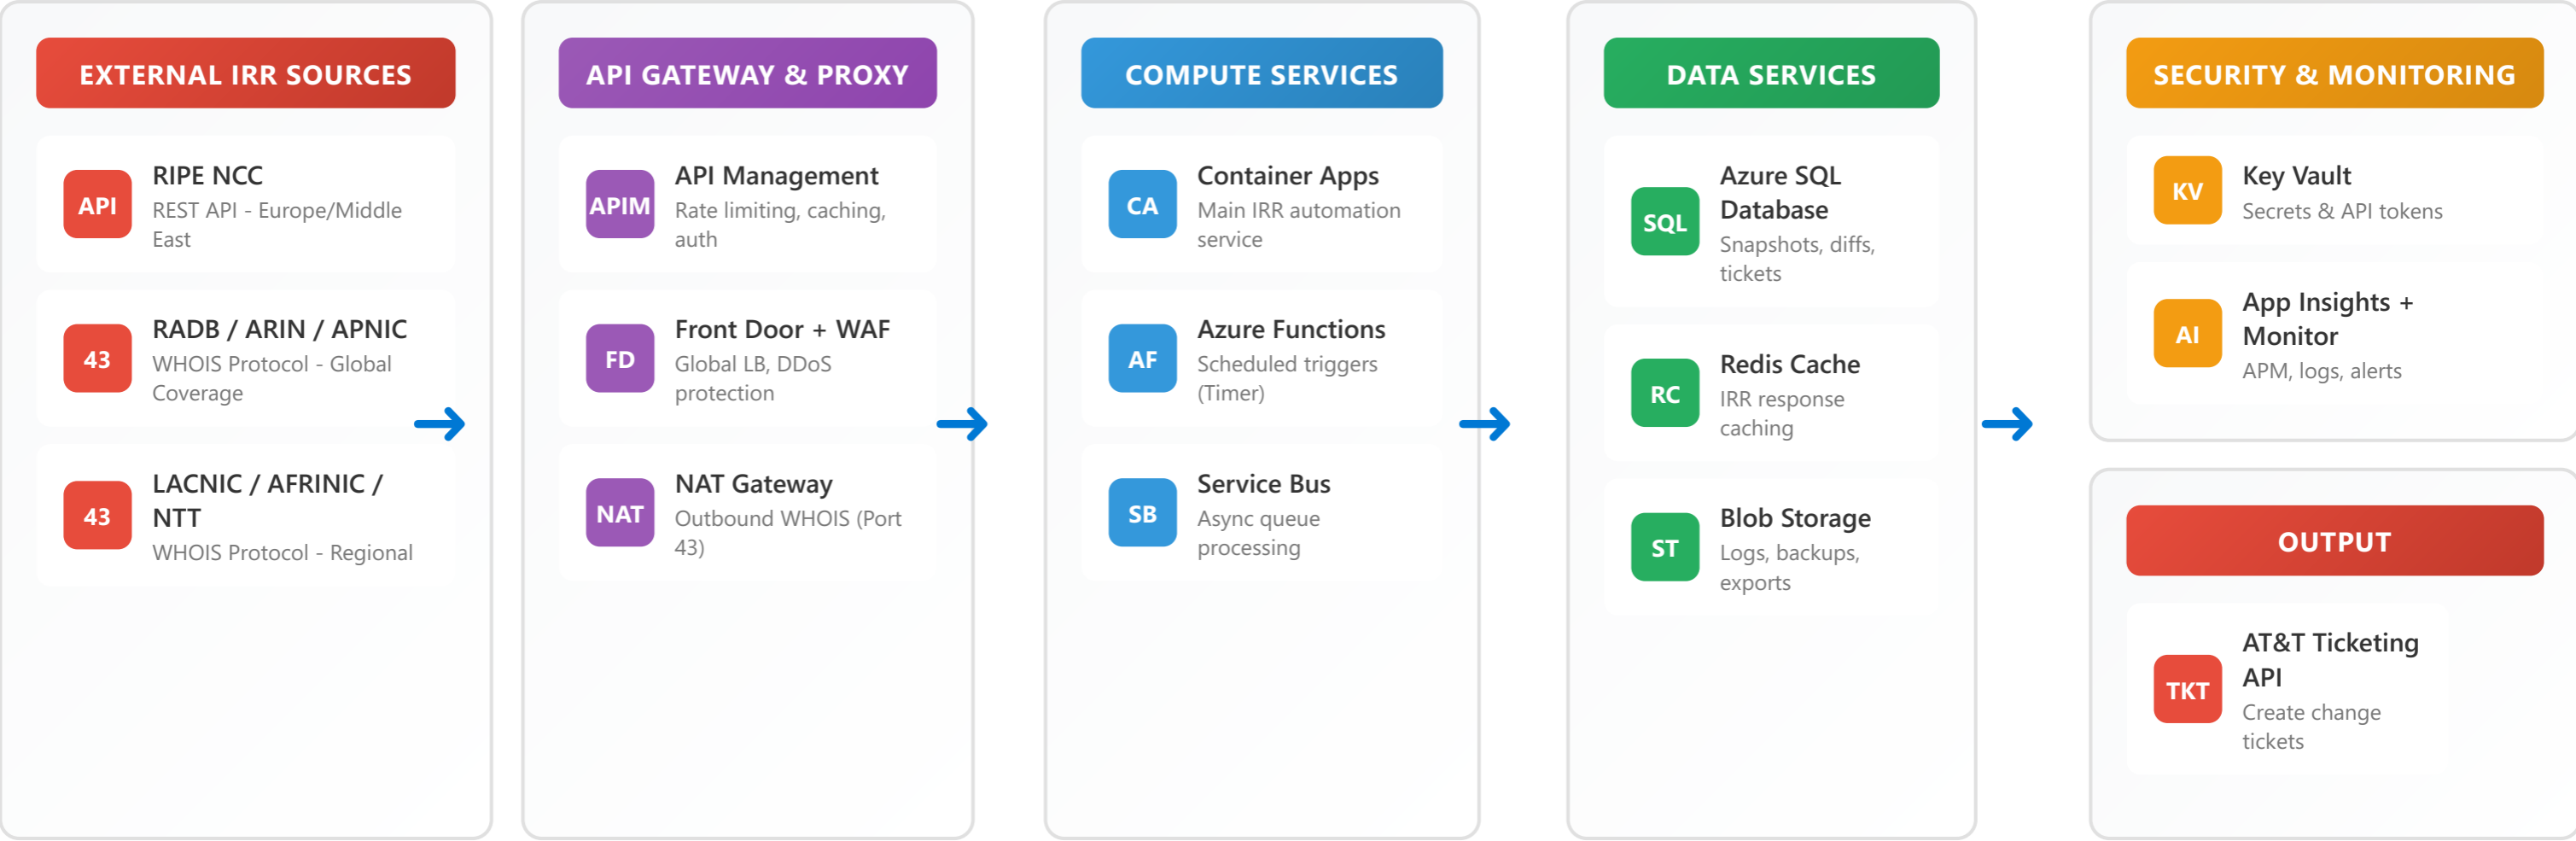 EXTERNAL IRR SOURCES
API
RIPE NCC
REST API - Europe/Middle
East
43
RADB / ARIN / APNIC
WHOIS Protocol - Global
Coverage
43
LACNIC / AFRINIC /
NTT
WHOIS Protocol - Regional
API GATEWAY & PROXY
APIM
API Management
Rate limiting, caching,
auth
FD
Front Door + WAF
Global LB, DDoS
protection
NAT
NAT Gateway
Outbound WHOIS (Port
43)
COMPUTE SERVICES
CA
Container Apps
Main IRR automation
service
AF
Azure Functions
Scheduled triggers
(Timer)
SB
Service Bus
Async queue
processing
DATA SERVICES
SQL
Azure SQL
Database
Snapshots, diffs,
tickets
RC
Redis Cache
IRR response
caching
ST
Blob Storage
Logs, backups,
exports
SECURITY & MONITORING
KV
Key Vault
Secrets & API tokens
AI
App Insights +
Monitor
APM, logs, alerts
OUTPUT
TKT
AT&T Ticketing
API
Create change
tickets